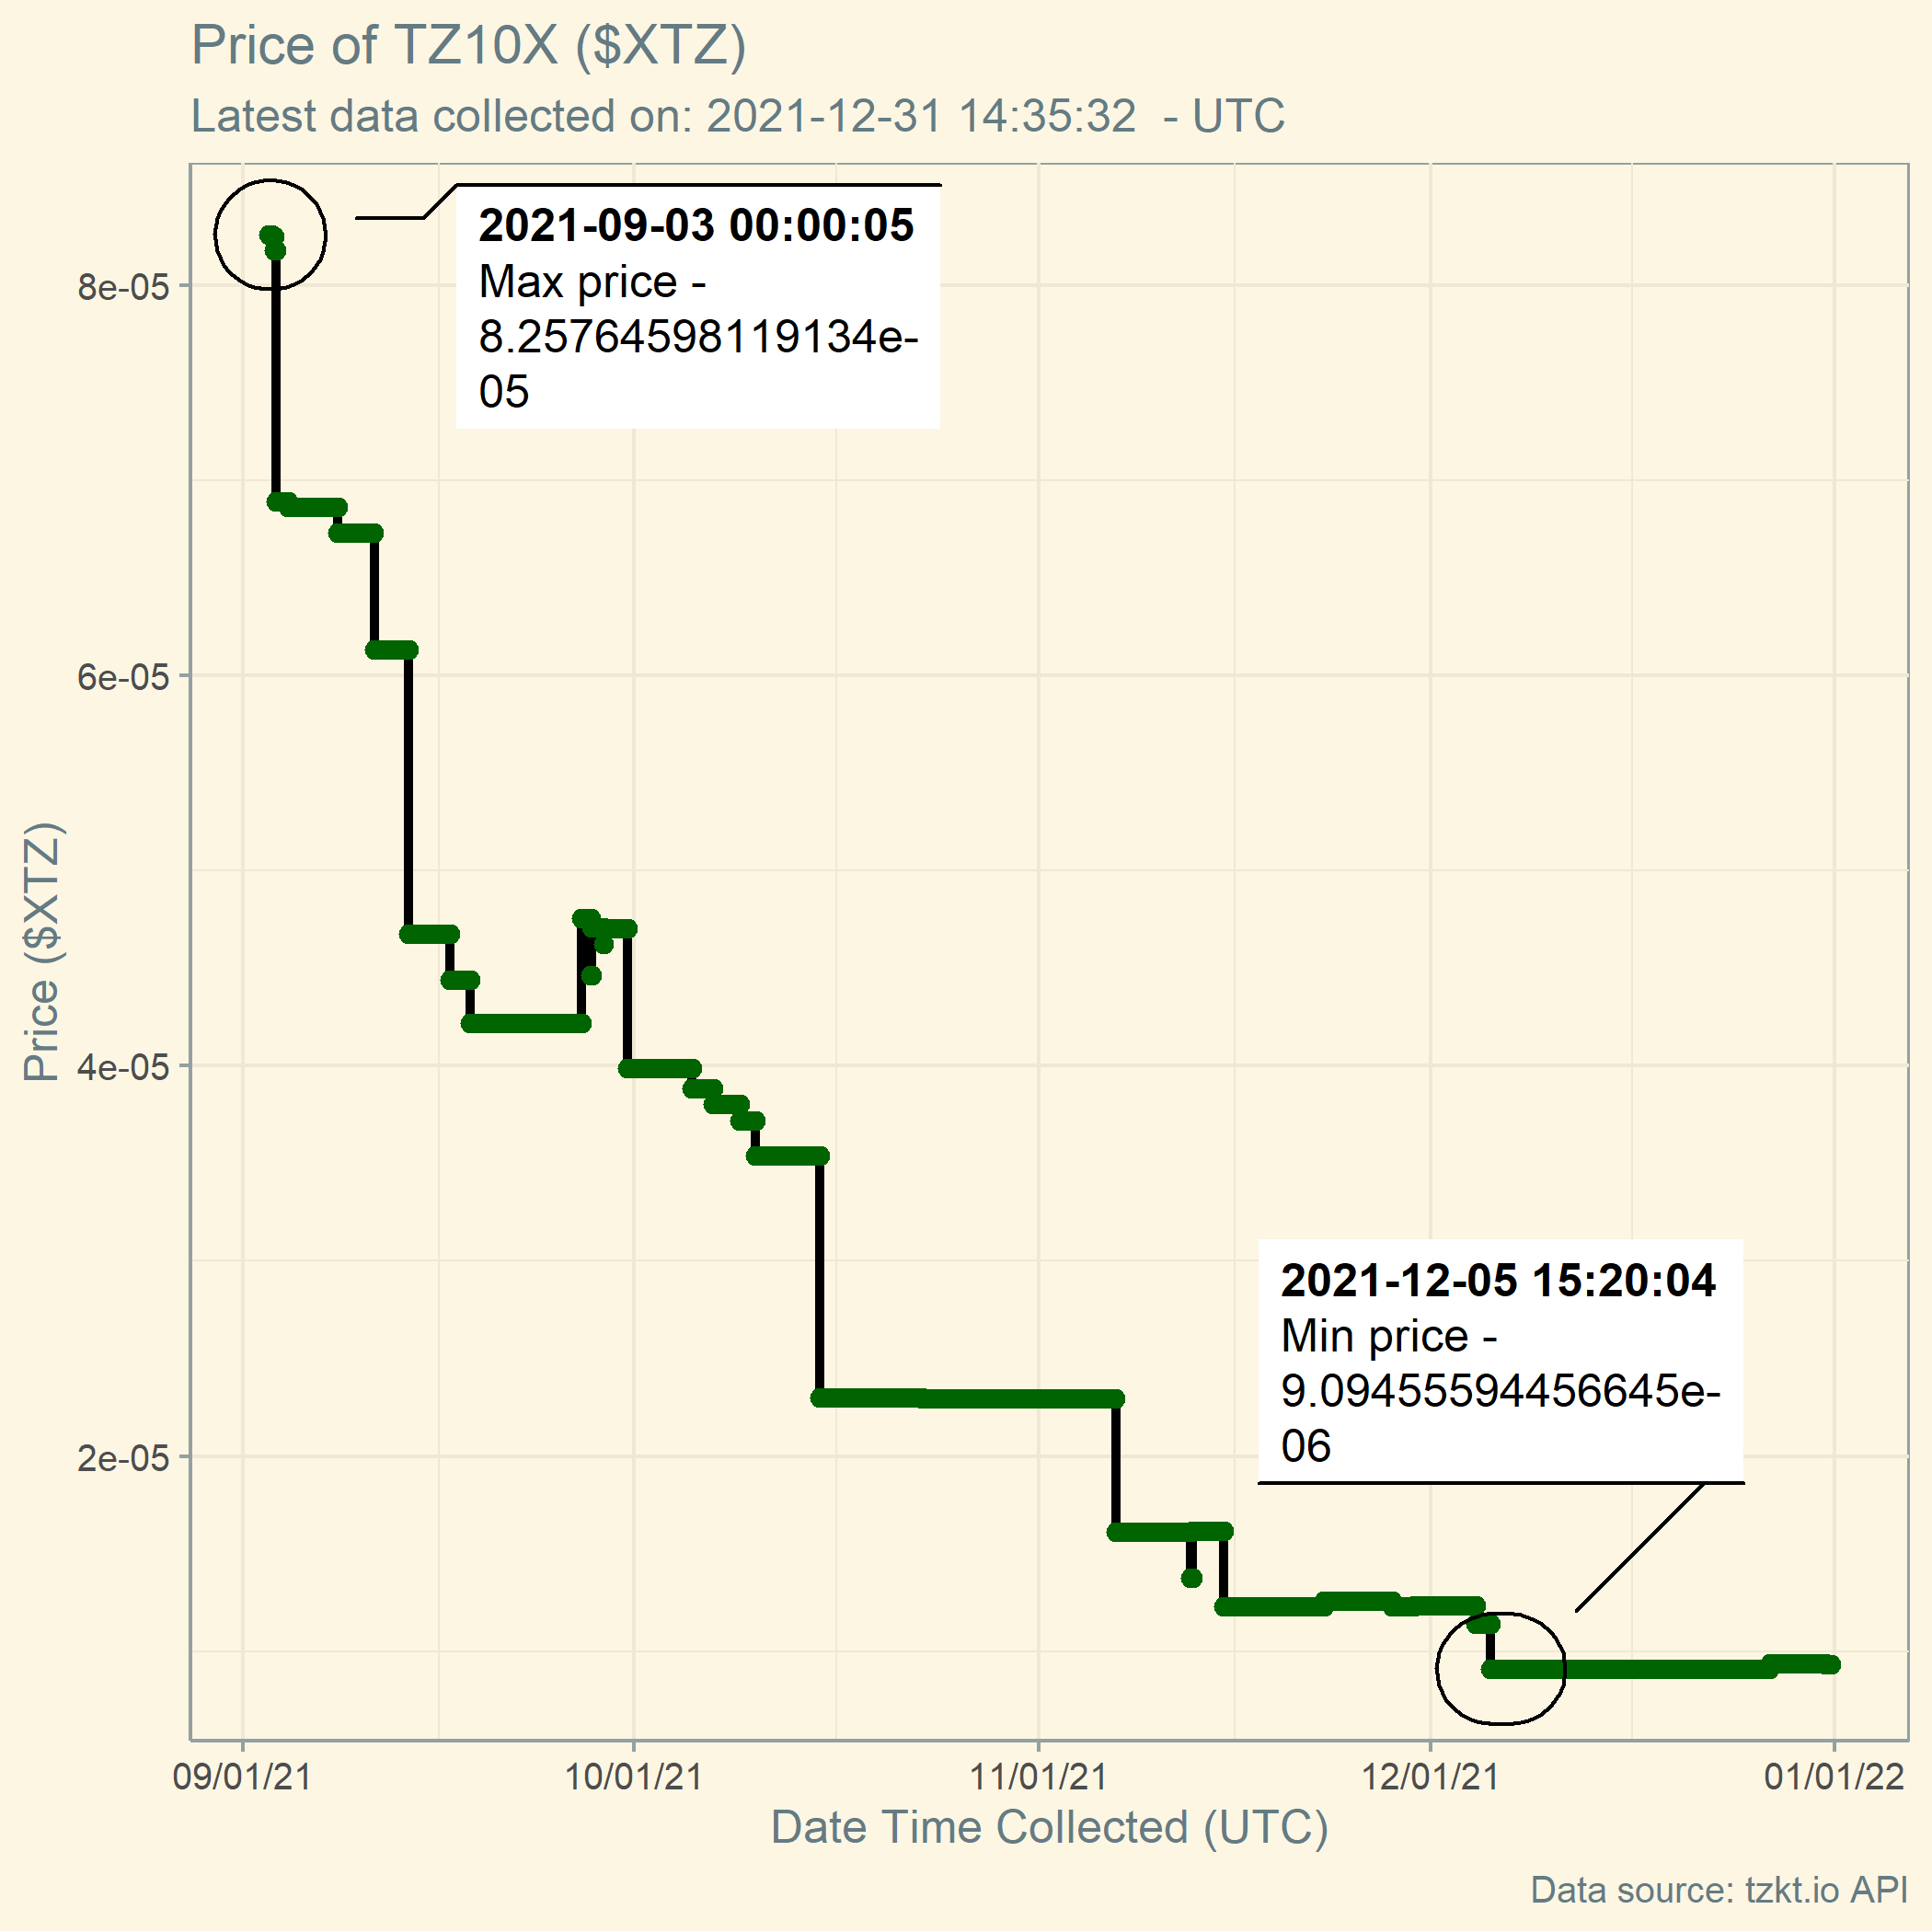 Price of TZ10X ($XTZ)
Latest data collected on: 2021-12-31 14:35:32  - UTC
2021-09-03 00:00:05
Max price -
8.25764598119134e-
05
8e-05
6e-05
4e-05
2e-05
Price ($XTZ)
2021-12-05 15:20:04
Min price -
9.09455594456645e-
06
09/01/21
10/01/21
11/01/21
12/01/21
01/01/22
Date Time Collected (UTC)
Data source: tzkt.io API